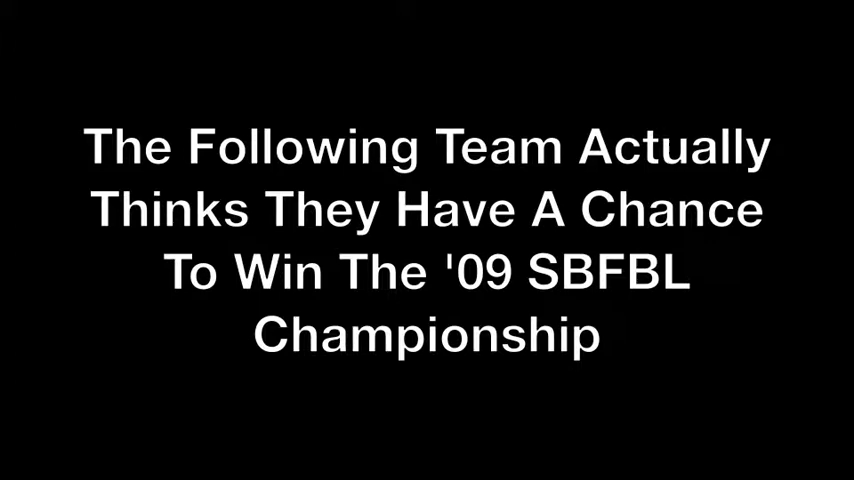 The Following Team Actually
Thinks They Have A Chance
To Win The '09 SBFBL
Championship